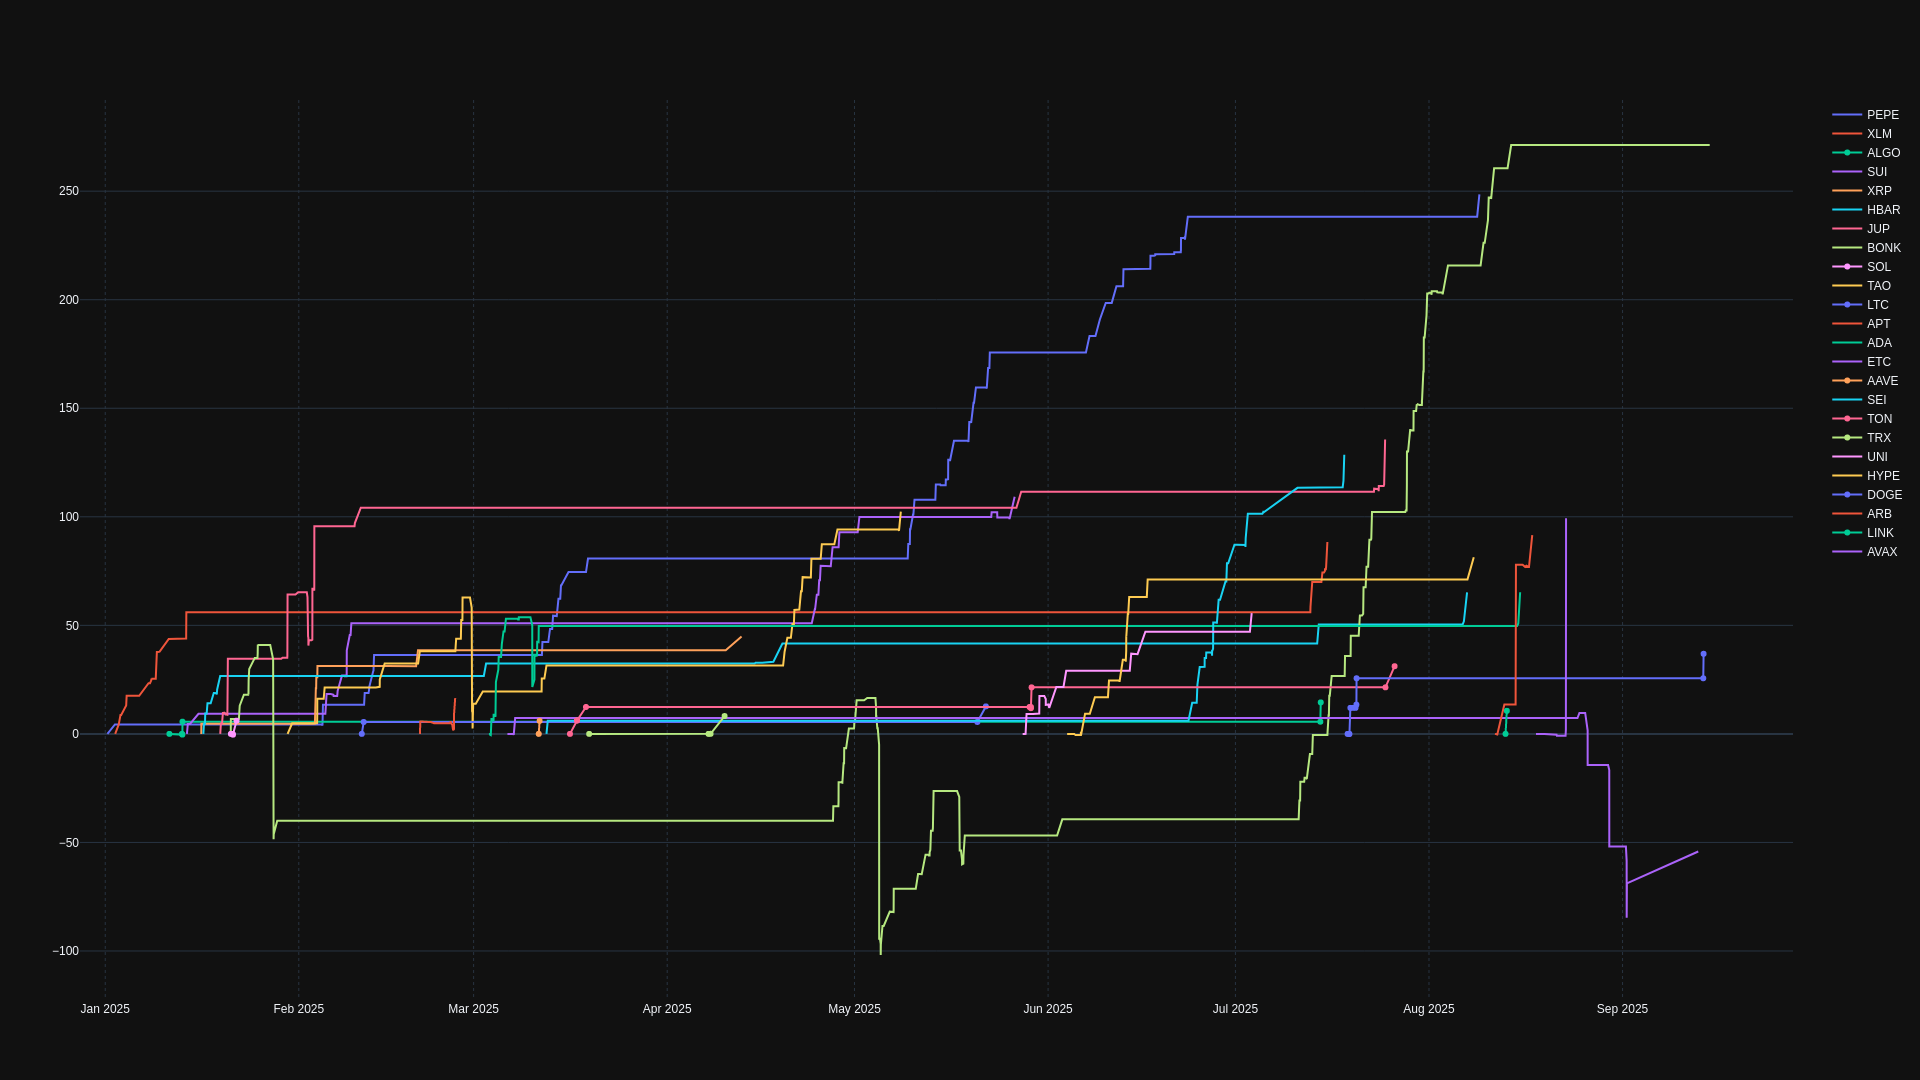 250
200
150
100
50
0
−50
−100
Jan 2025
Feb 2025
Mar 2025
Apr 2025
May 2025
Jun 2025
Jul 2025
Aug 2025
Sep 2025
PEPE
XLM
ALGO
SUI
XRP
HBAR
JUP
BONK
SOL
TAO
LTC
APT
ADA
ETC
AAVE
SEI
TON
TRX
UNI
HYPE
DOGE
ARB
LINK
AVAX